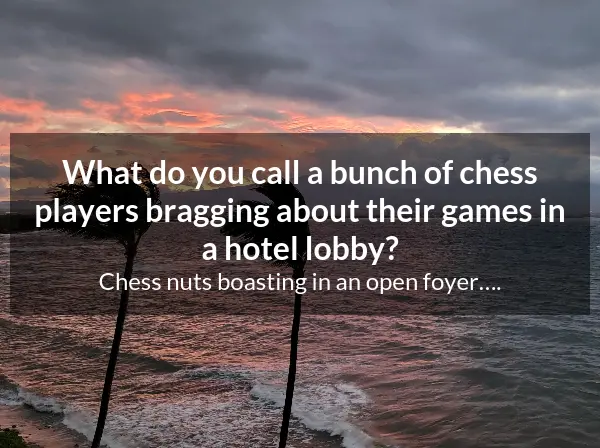 What do you call a bunch of chess
players bragging about their games in
a hotel lobby?
Chess nuts boasting in an open foyer....